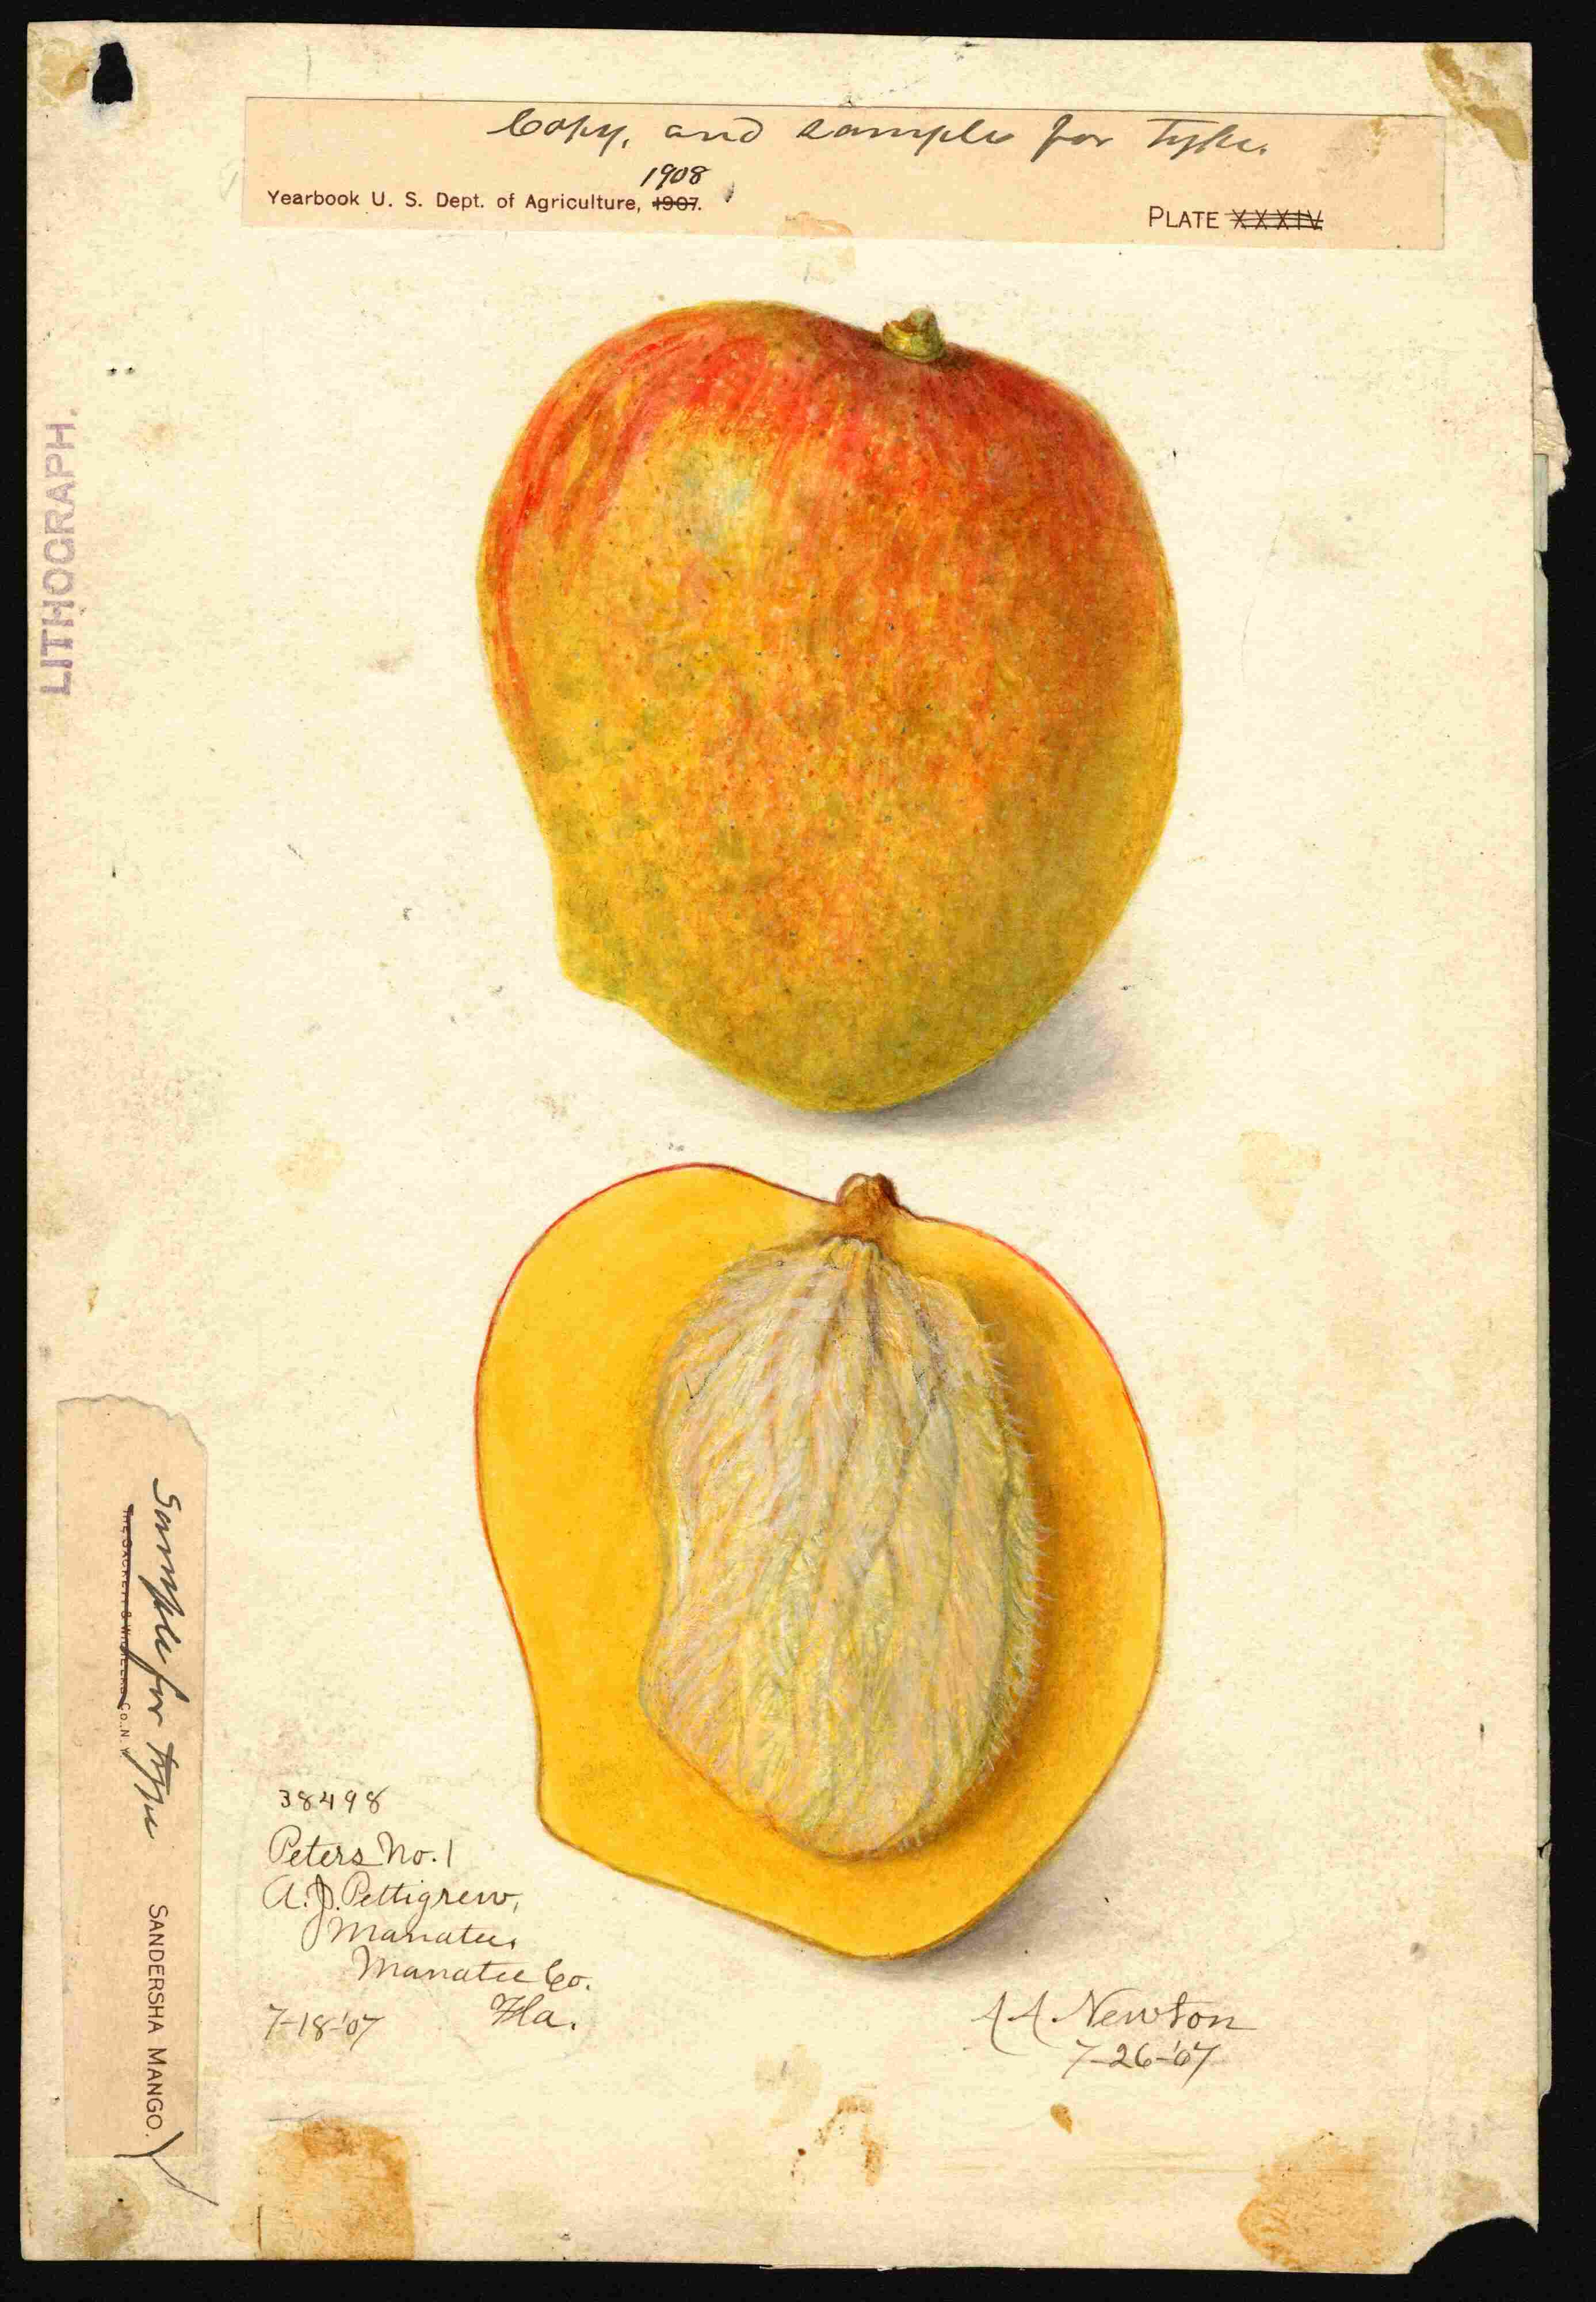 Copy, and sample for type.
1908
Yearbook U. S. Dept. of Agriculture, 1907.
PLATE XXXIV
LITHOGRAPH.
Sample for type
SANDERSHA MANGO.
38498
Peters No. 1
A. J. Pettigrew,
Manatee
Manatee Co.
Fla.
7-18-'07
A A Newton
7-26-'07